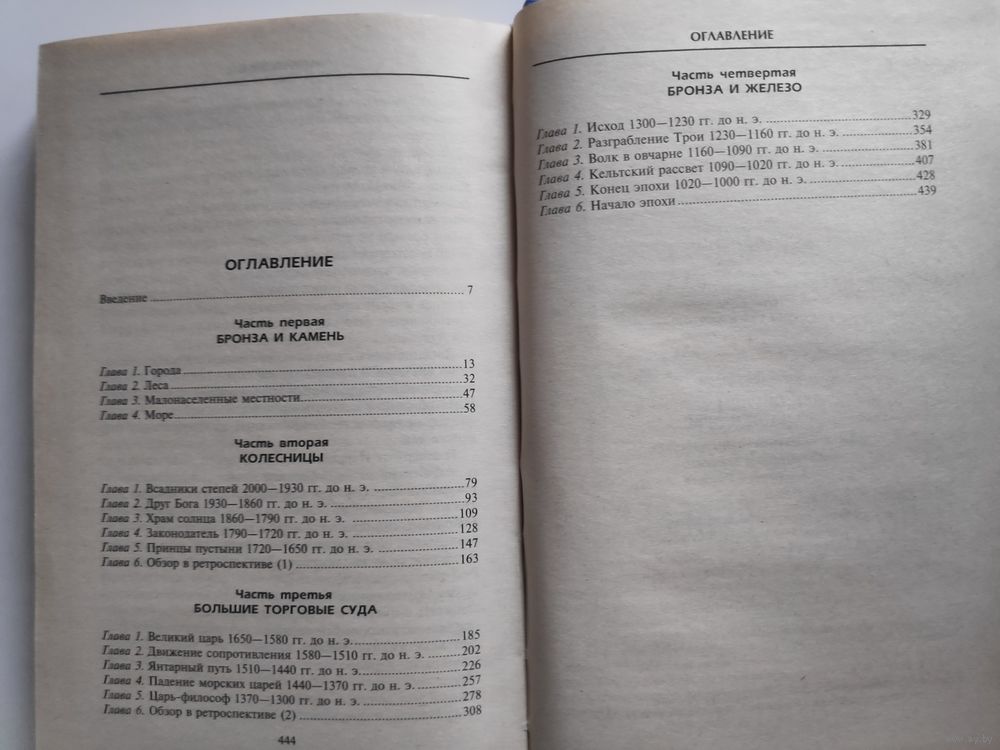 ОГЛАВЛЕНИЕ
Введение 7
Часть первая
БРОНЗА И КАМЕНЬ
Глава 1. Города 13
Глава 2. Леса 32
Глава 3. Малонаселенные местности 47
Глава 4. Море 58
Часть вторая
КОЛЕСНИЦЫ
Глава 1. Всадники степей 2000—1930 гг. до н. э. 79
Глава 2. Друг Бога 1930—1860 гг. до н. э. 93
Глава 3. Храм солнца 1860—1790 гг. до н. э. 109
Глава 4. Законодатель 1790—1720 гг. до н. э. 128
Глава 5. Принцы пустыни 1720—1650 гг. до н. э. 147
Глава 6. Обзор в ретроспективе (1) 163
Часть третья
БОЛЬШИЕ ТОРГОВЫЕ СУДА
Глава 1. Великий царь 1650—1580 гг. до н. э. 185
Глава 2. Движение сопротивления 1580—1510 гг. до н. э. 202
Глава 3. Янтарный путь 1510—1440 гг. до н. э. 226
Глава 4. Падение морских царей 1440—1370 гг. до н. э. 257
Глава 5. Царь-философ 1370—1300 гг. до н. э. 278
Глава 6. Обзор в ретроспективе (2) 308
444
ОГЛАВЛЕНИЕ
Часть четвертая
БРОНЗА И ЖЕЛЕЗО
Глава 1. Исход 1300—1230 гг. до н. э. 329
Глава 2. Разграбление Трои 1230—1160 гг. до н. э. 354
Глава 3. Волк в овчарне 1160—1090 гг. до н. э. 381
Глава 4. Кельтский рассвет 1090—1020 гг. до н. э. 407
Глава 5. Конец эпохи 1020—1000 гг. до н. э. 428
Глава 6. Начало эпохи 439
www.ay.by